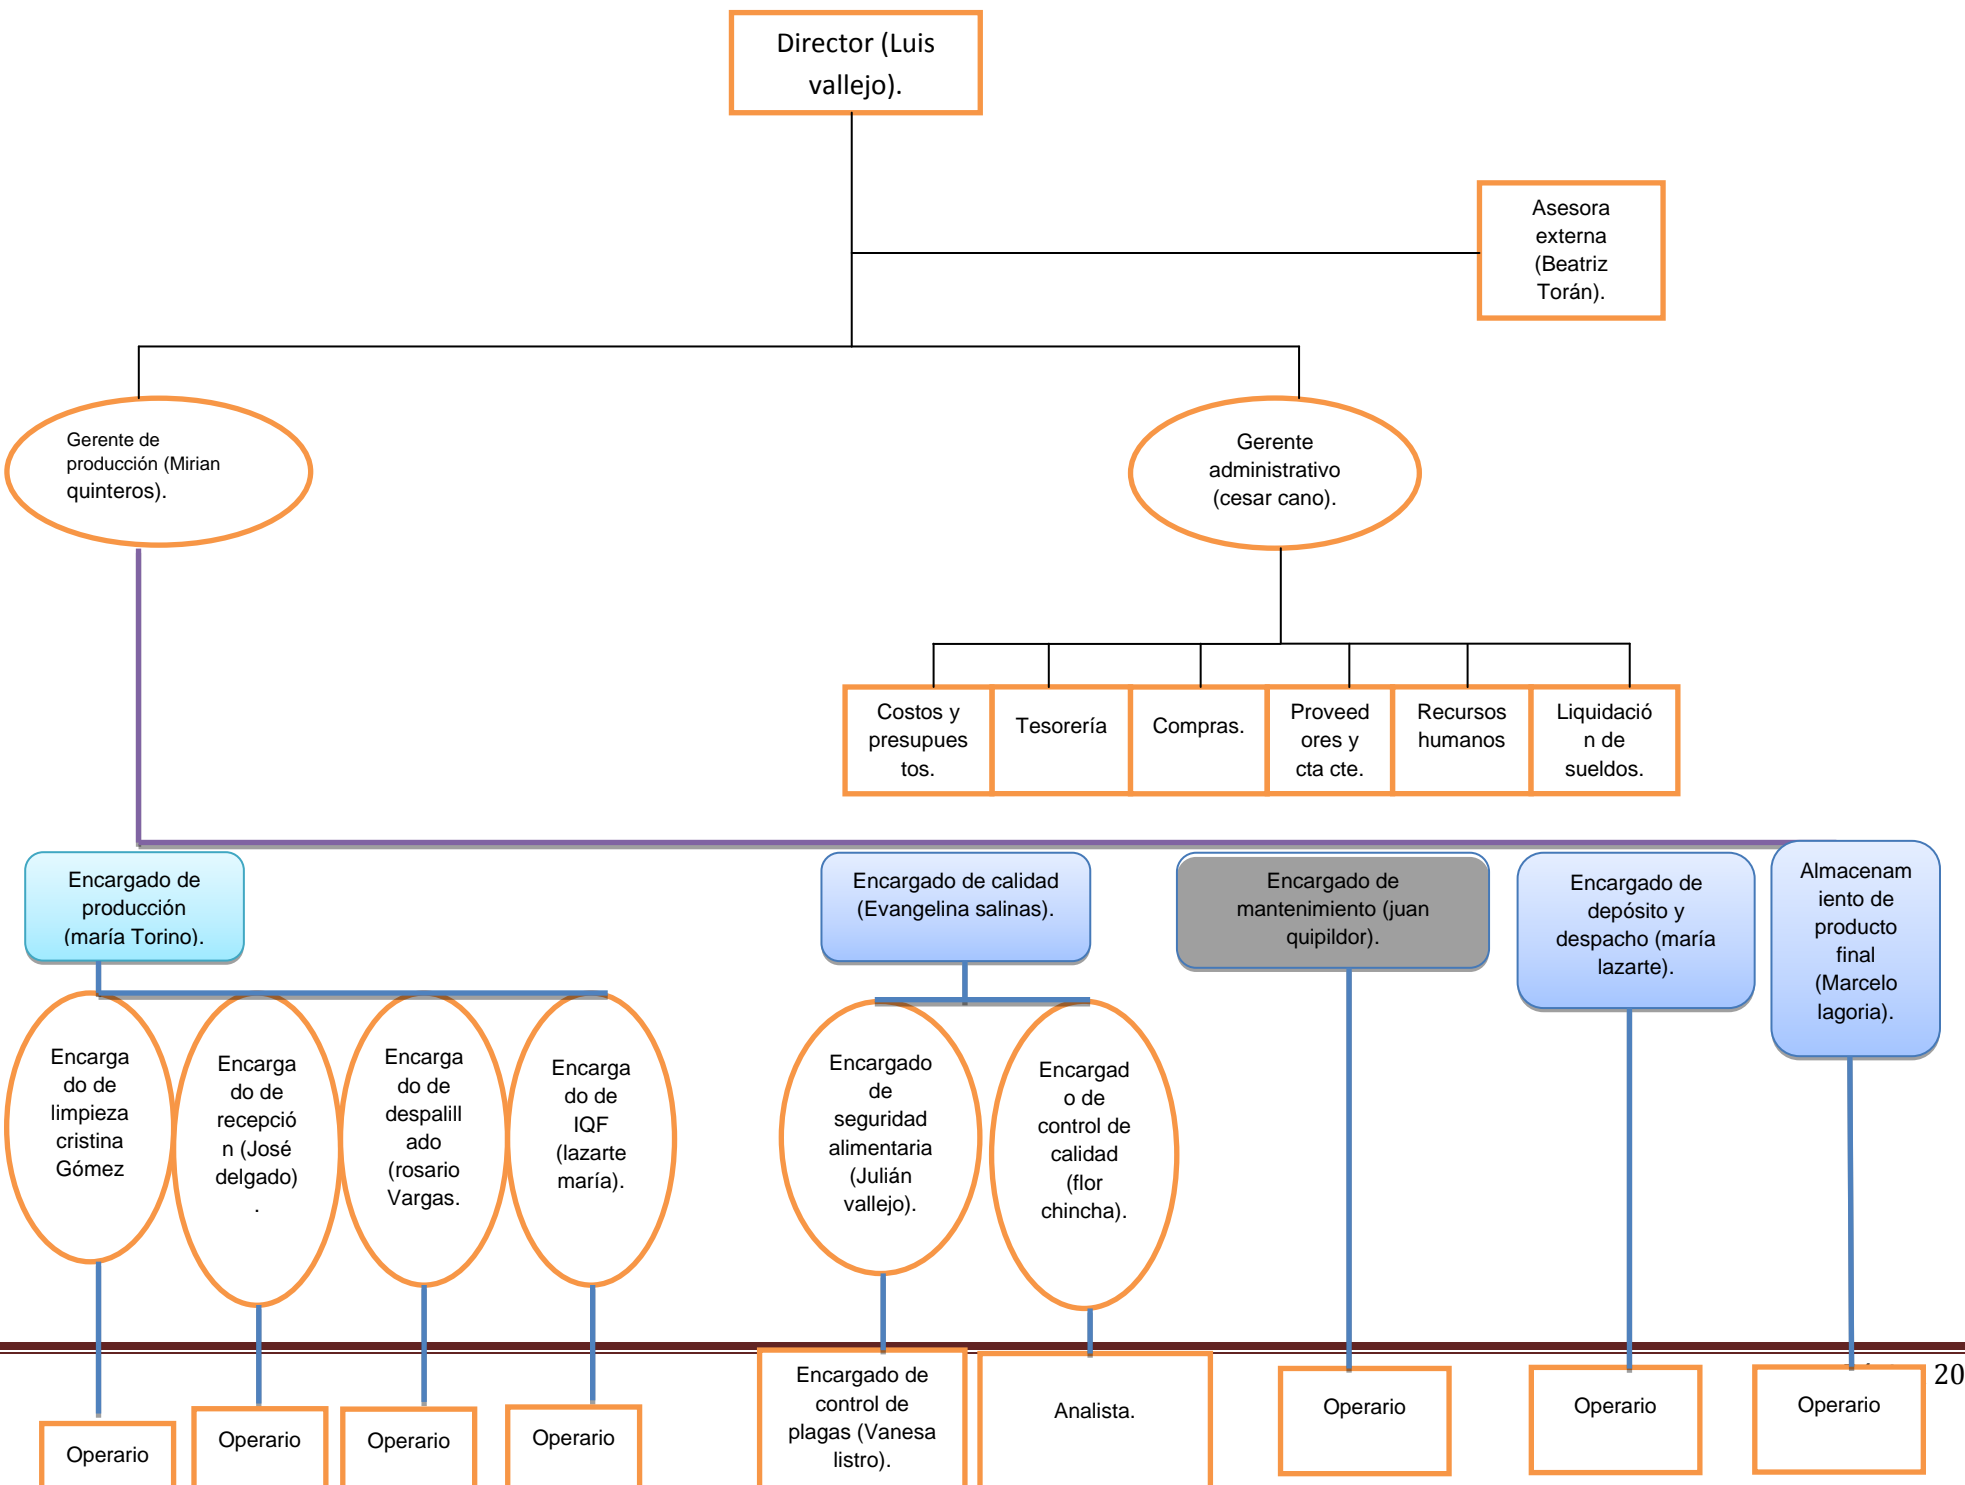 Director (Luis
vallejo).
Asesora
externa
(Beatriz
Torán).
Gerente de
producción (Mirian
quinteros).
Gerente
administrativo
(cesar cano).
Costos y
presupues
tos.
Tesorería
Compras.
Proveed
ores y
cta cte.
Recursos
humanos
Liquidació
n de
sueldos.
Encargado de
producción
(maría Torino).
Encargado de calidad
(Evangelina salinas).
Encargado de
mantenimiento (juan
quipildor).
Encargado de
depósito y
despacho (maría
lazarte).
Almacenam
iento de
producto
final
(Marcelo
lagoria).
Encarga
do de
limpieza
cristina
Gómez
Encarga
do de
recepció
n (José
delgado)
.
Encarga
do de
despalill
ado
(rosario
Vargas.
Encarga
do de
IQF
(lazarte
maría).
Encargado
de
seguridad
alimentaria
(Julián
vallejo).
Encargad
o de
control de
calidad
(flor
chincha).
Operario
Operario
Operario
Operario
Encargado de
control de
plagas (Vanesa
listro).
Analista.
Operario
Operario
Operario
20